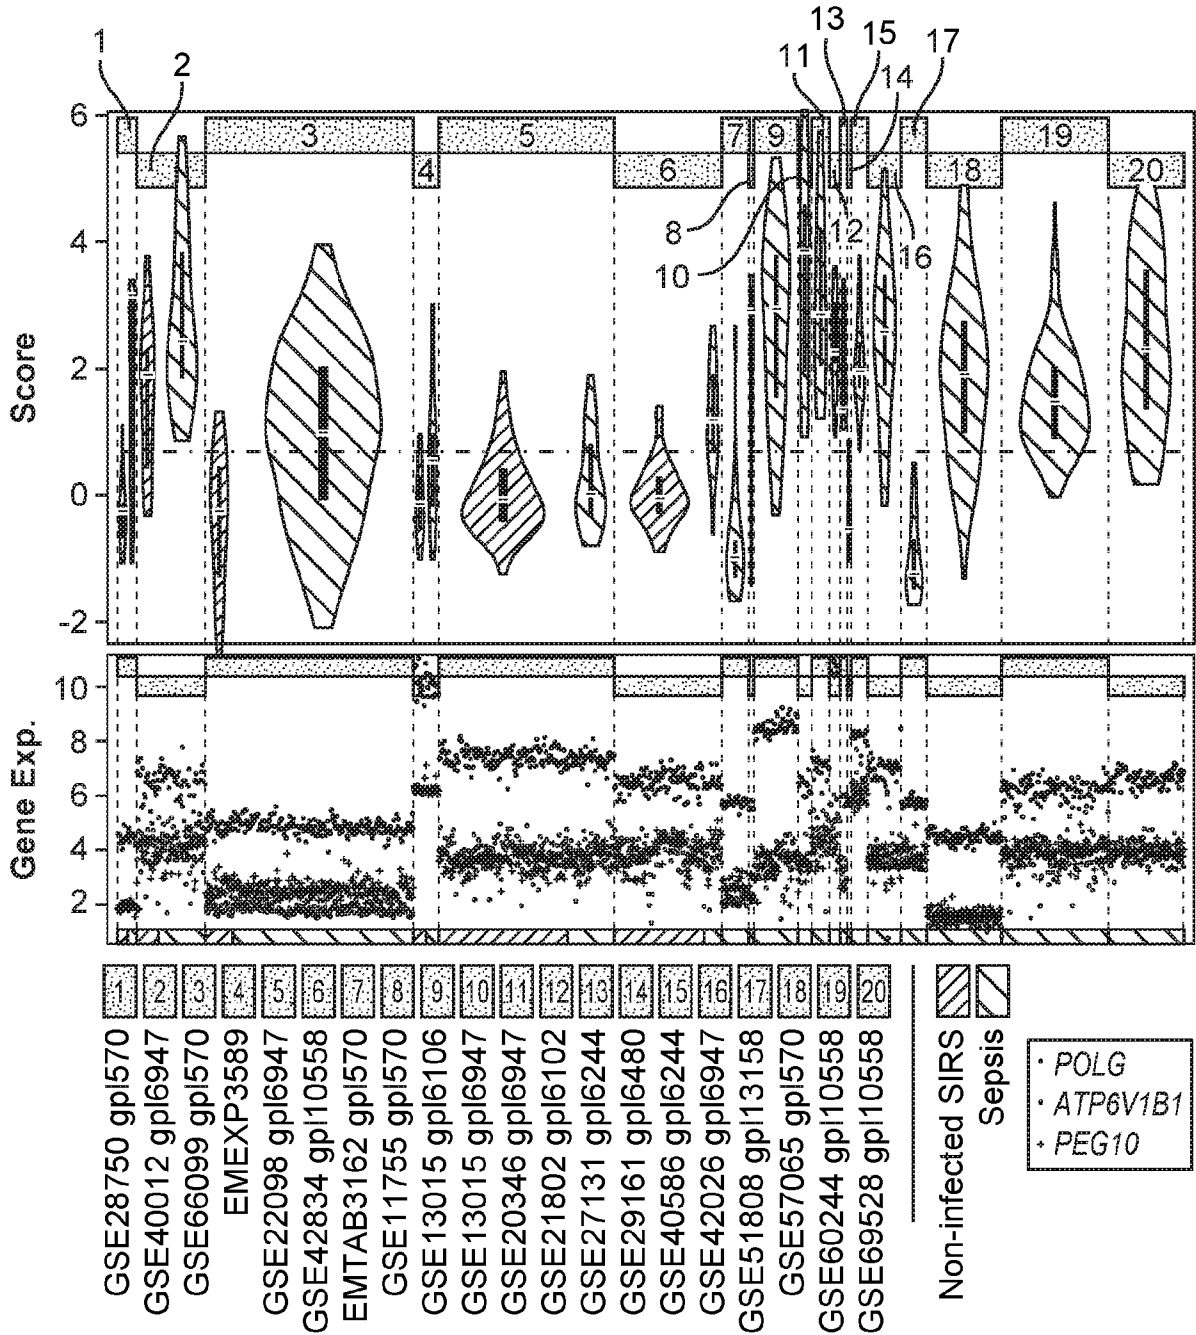 13
1
15
17
2
11
14
6
7
9
3
5
19
4
6
18
20
8
12
4
16
10
Score
2
0
-2
10
8
6
4
2
Gene Exp.
1 2 3 4 5 6 7 8 9 10 11 12 13 14 15 16 17 18 19 20
GSE28750 gpl570
GSE40012 gpl6947
GSE66099 gpl570
EMEXP3589
GSE22098 gpl6947
GSE42834 gpl10558
EMTAB3162 gpl570
GSE11755 gpl570
GSE13015 gpl6106
GSE13015 gpl6947
GSE20346 gpl6947
GSE21802 gpl6102
GSE27131 gpl6244
GSE29161 gpl6480
GSE40586 gpl6244
GSE42026 gpl6947
GSE51808 gpl13158
GSE57065 gpl570
GSE60244 gpl10558
GSE69528 gpl10558
Non-infected SIRS
Sepsis
· POLG
· ATP6V1B1
+ PEG10